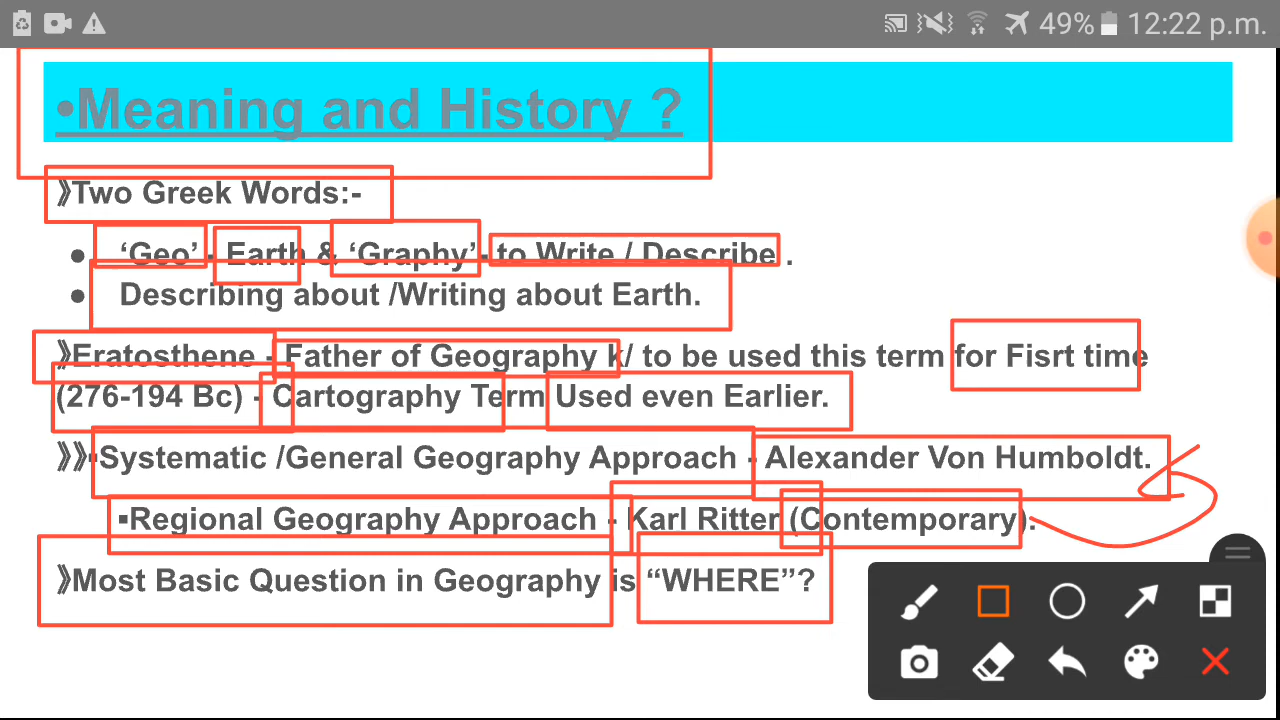 49% 12:22 p.m.
•Meaning and History ?
》Two Greek Words:-
● ‘Geo’ - Earth & ‘Graphy’- to Write / Describe .
● Describing about /Writing about Earth.
》Eratosthene - Father of Geography k/ to be used this term for Fisrt time
(276-194 Bc) - Cartography Term Used even Earlier.
》》▪Systematic /General Geography Approach - Alexander Von Humboldt.
▪Regional Geography Approach - Karl Ritter (Contemporary).
》Most Basic Question in Geography is “WHERE”?